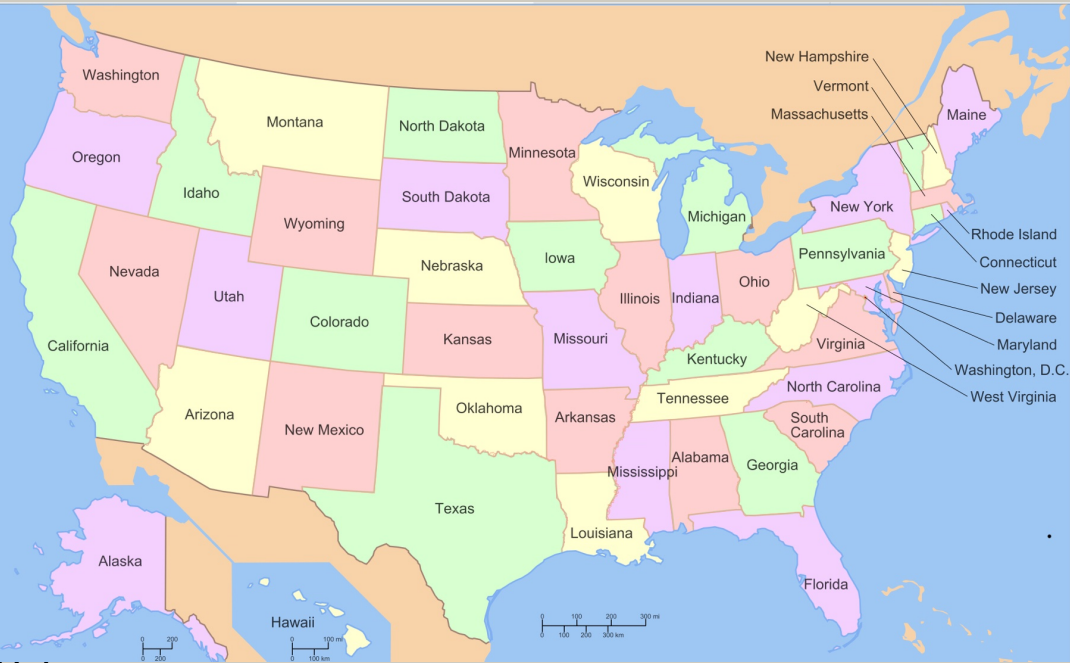 New Hampshire
Vermont
Massachusetts
Washington
Montana
North Dakota
Minnesota
Maine
Oregon
Idaho
Wyoming
South Dakota
Wisconsin
Michigan
New York
Rhode Island
Connecticut
New Jersey
Delaware
Maryland
Washington, D.C.
West Virginia
Nevada
Utah
Colorado
Nebraska
Iowa
Illinois
Indiana
Ohio
Pennsylvania
California
Kansas
Missouri
Kentucky
Virginia
Arizona
New Mexico
Oklahoma
Arkansas
Tennessee
North Carolina
South
Carolina
Texas
Louisiana
Mississippi
Alabama
Georgia
Florida
Alaska
Hawaii
0 200
0 200
0 100 mi
0 100 km
0 100 200 300 mi
0 100 200 300 km